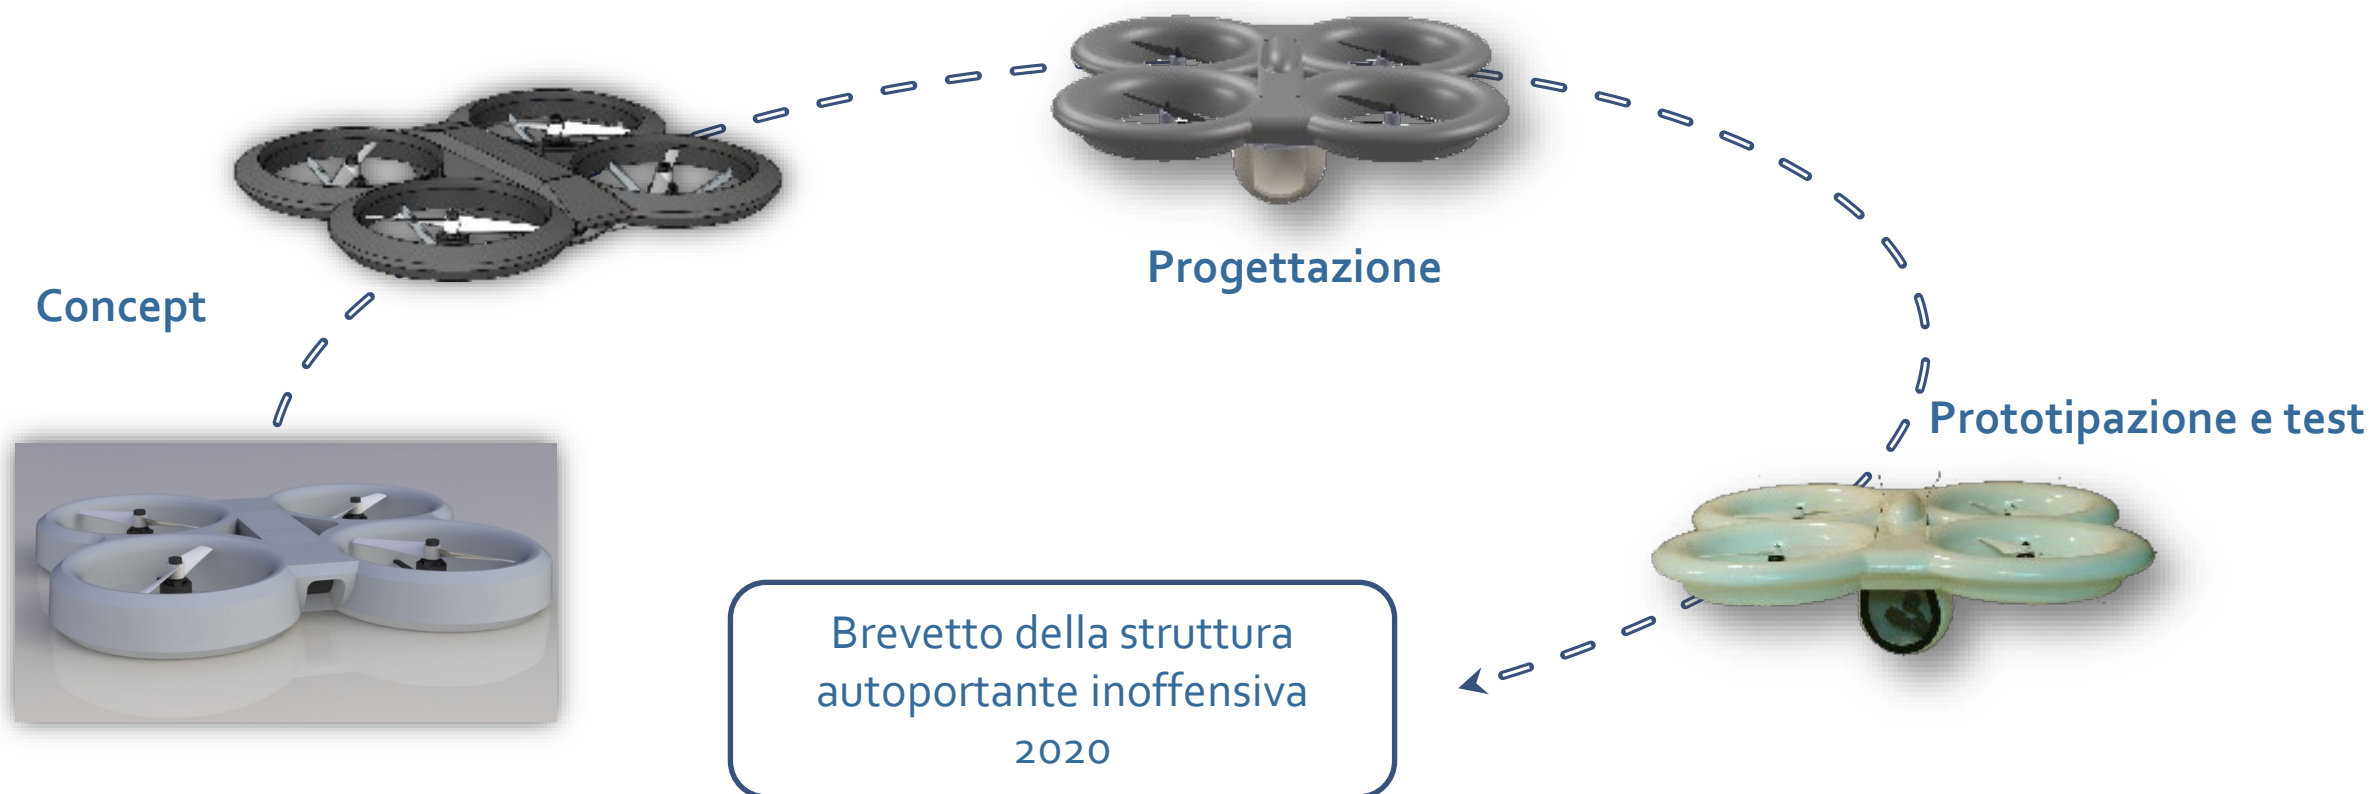 Concept
Progettazione
Prototipazione e test
Brevetto della struttura
autoportante inoffensiva
2020